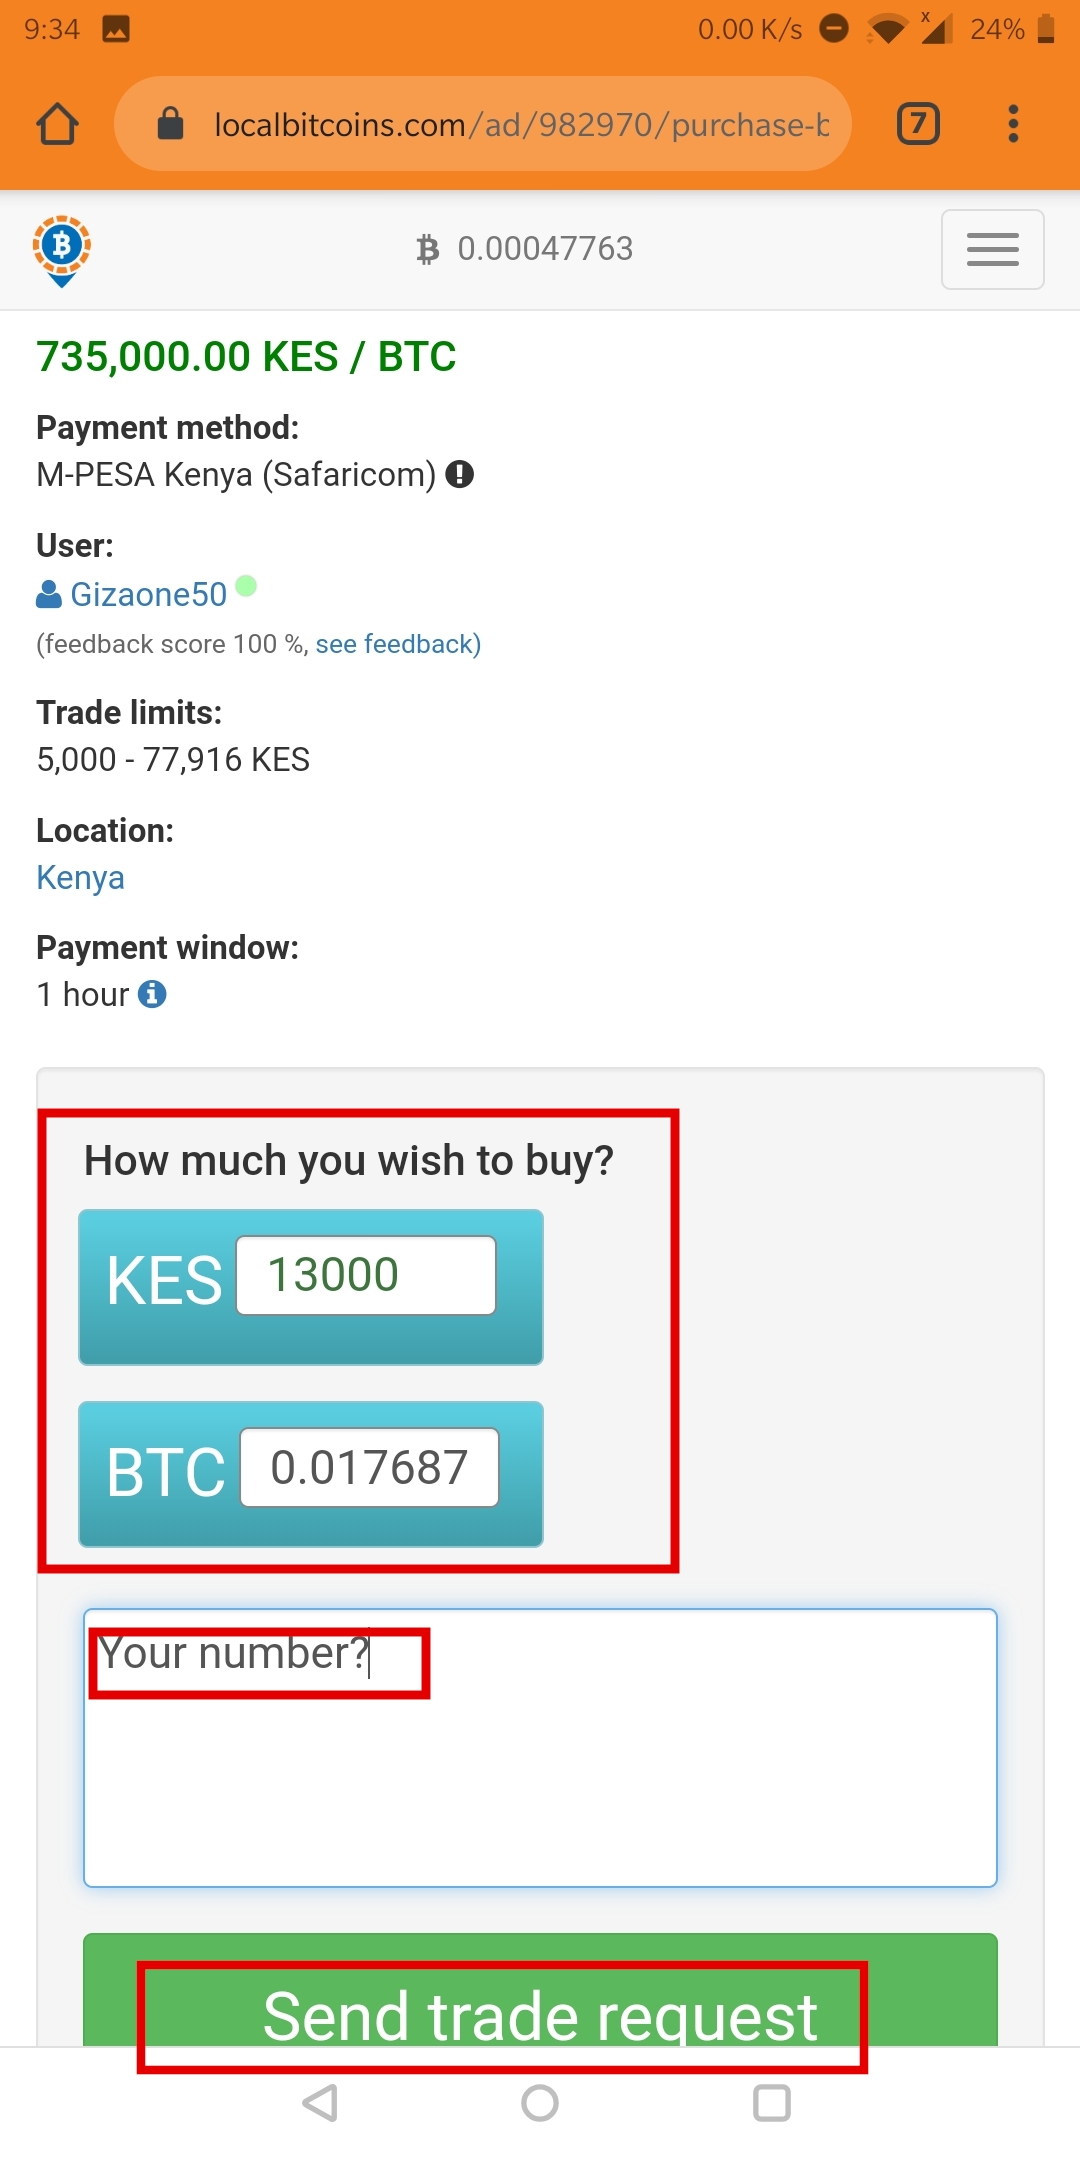 9:34
0.00 K/s
x
24%
localbitcoins.com/ad/982970/purchase-b
7
0.00047763
735,000.00 KES / BTC
Payment method:
M-PESA Kenya (Safaricom)
User:
Gizaone50
(feedback score 100 %, see feedback)
Trade limits:
5,000 - 77,916 KES
Location:
Kenya
Payment window:
1 hour
How much you wish to buy?
KES 13000
BTC 0.017687
Your number?
Send trade request